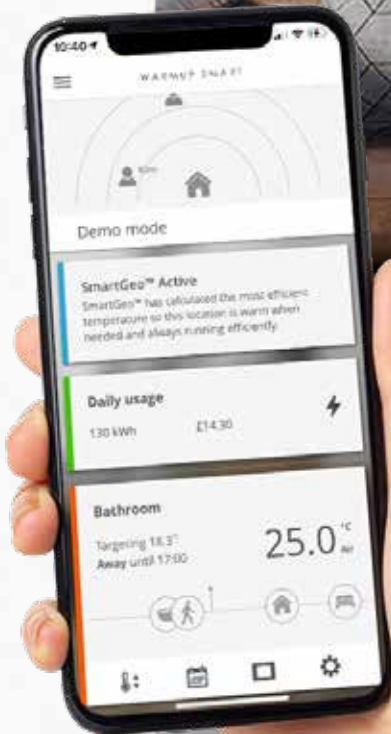 10:40
WARMUP SMART
Demo mode
SmartGeo™ Active
SmartGeo™ has calculated the most efficient
temperature so this location is warm when
needed and always running efficiently.
Daily usage
130 kWh £14.30
Bathroom
Targeting 18.3°
Away until 17:00
25.0 °C
Air